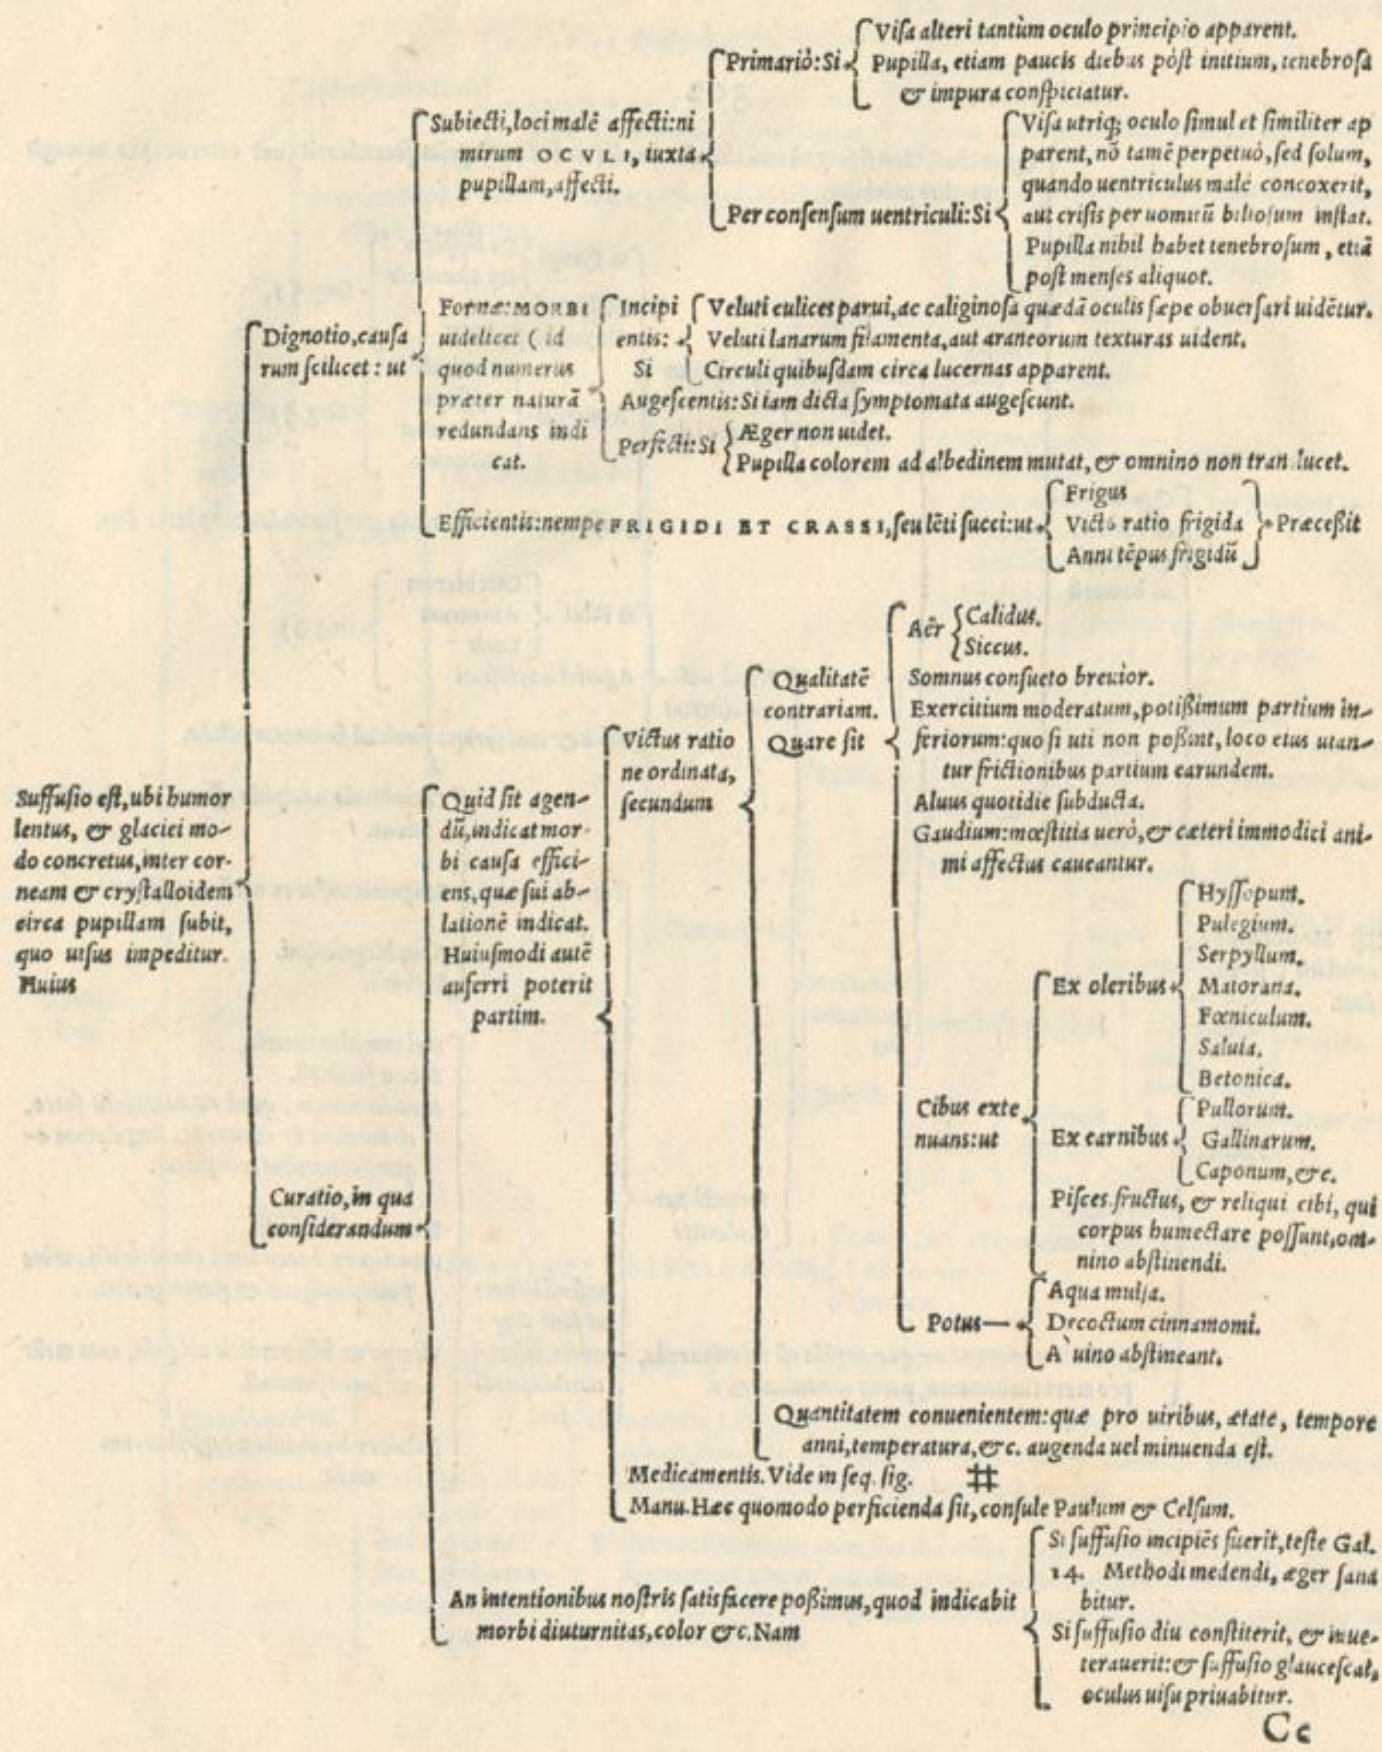 Suffusio est, ubi humor
lentus, & glaciei mo-
do concretus, inter cor-
neam & crystalloidem
circa pupillam subit,
quo uisus impeditur.
Huius
Dignotio, causa
rum scilicet: ut
Subiecti, loci malè affecti: ni
mirum OCVLI, iuxta
pupillam, affecti.
Primariò: Si
Visa alteri tantùm oculo principio apparent.
Pupilla, etiam paucis diebus pòst initium, tenebrosa
& impura conspiciatur.
Per consensum uentriculi: Si
Visa utriq; oculo simul et similiter ap
parent, nō tamē perpetuò, sed solum,
quando uentriculus malè concoxerit,
aut crisis per uomitū biliosum instat.
Pupilla nihil habet tenebrosum, etiā
post menses aliquot.
Formæ: MORBI
uidelicet (id
quod numerus
præter naturā
redundans indi
cat.
Incipi
entis:
Si
Veluti culices parui, ac caliginosa quædā oculis sæpe obuersari uidētur.
Veluti lanarum filamenta, aut araneorum texturas uident.
Circuli quibusdam circa lucernas apparent.
Augescentis: Si iam dicta symptomata augescunt.
Perfecti: Si
Æger non uidet.
Pupilla colorem ad albedinem mutat, & omnino non tran lucet.
Efficientis: nempe FRIGIDI ET CRASSI, seu lēti succi: ut
Frigus
Victꝰ ratio frigida
Anni tēpus frigidū
Præceßit
Curatio, in qua
considerandum
Quid sit agen-
dū, indicat mor-
bi causa effici-
ens, quæ sui ab-
lationē indicat.
Huiusmodi autē
auferri poterit
partim.
Victus ratio
ne ordinata,
secundum
Qualitatē
contrariam.
Quare sit
Aër
Calidus.
Siccus.
Somnus consueto breuior.
Exercitium moderatum, potißimum partium in-
feriorum: quo si uti non poßint, loco eius utan-
tur frictionibus partium earundem.
Aluus quotidie subducta.
Gaudium: mœstitia uerò, & cæteri immodici ani-
mi affectus caueantur.
Cibus exte
nuans: ut
Ex oleribus
Hyssopum.
Pulegium.
Serpyllum.
Maiorana.
Fœniculum.
Saluia.
Betonica.
Ex carnibus
Pullorum.
Gallinarum.
Caponum, &c.
Pisces. fructus, & reliqui cibi, qui
corpus humectare possunt, om-
nino abstinendi.
Potus—
Aqua mulsa.
Decoctum cinnamomi.
A` uino abstineant.
Quantitatem conuenientem: quæ pro uiribus, ætate, tempore
anni, temperatura, &c. augenda uel minuenda est.
Medicamentis. Vide in seq. fig. ⌗
Manu. Hæc quomodo perficienda sit, consule Paulum & Celsum.
An intentionibus nostris satisfacere poßimus, quod indicabit
morbi diuturnitas, color &c. Nam
Si suffusio incipiēs fuerit, teste Gal.
14. Methodi medendi, æger sana
bitur.
Si suffusio diu constiterit, & inue-
terauerit: & suffusio glaucescat,
oculus uisu priuabitur.
Cc